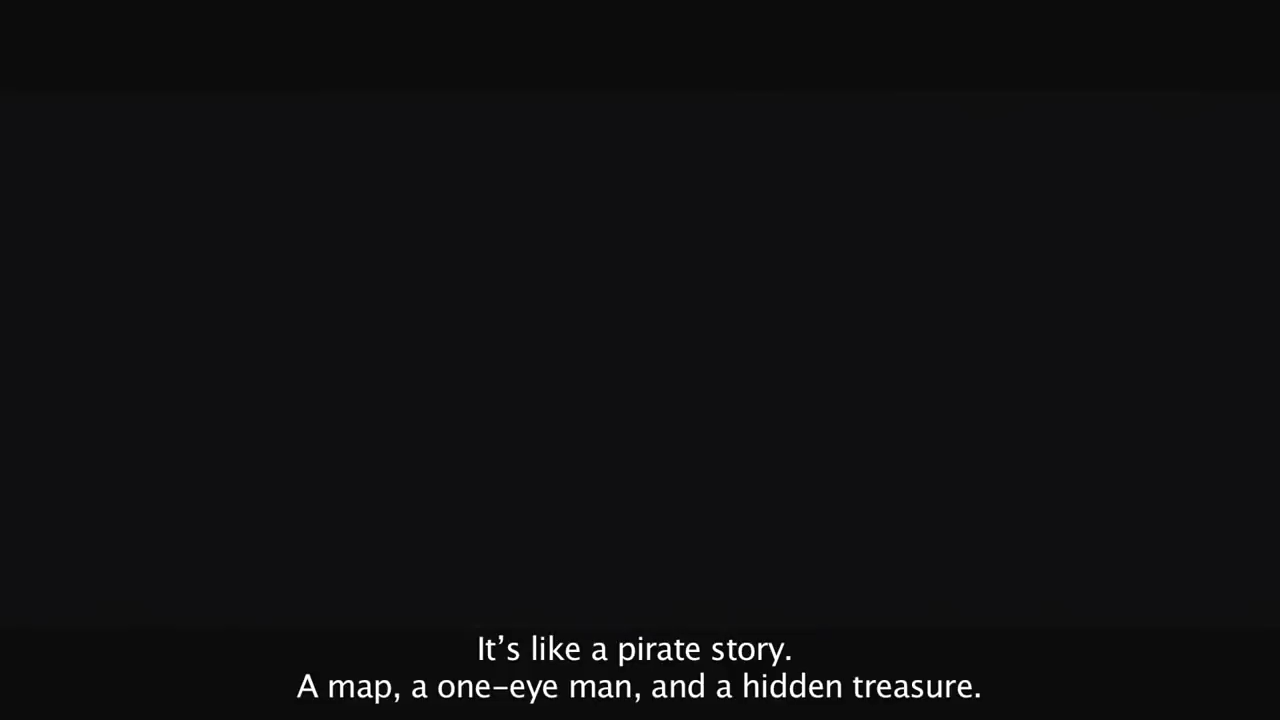 It’s like a pirate story.
A map, a one–eye man, and a hidden treasure.